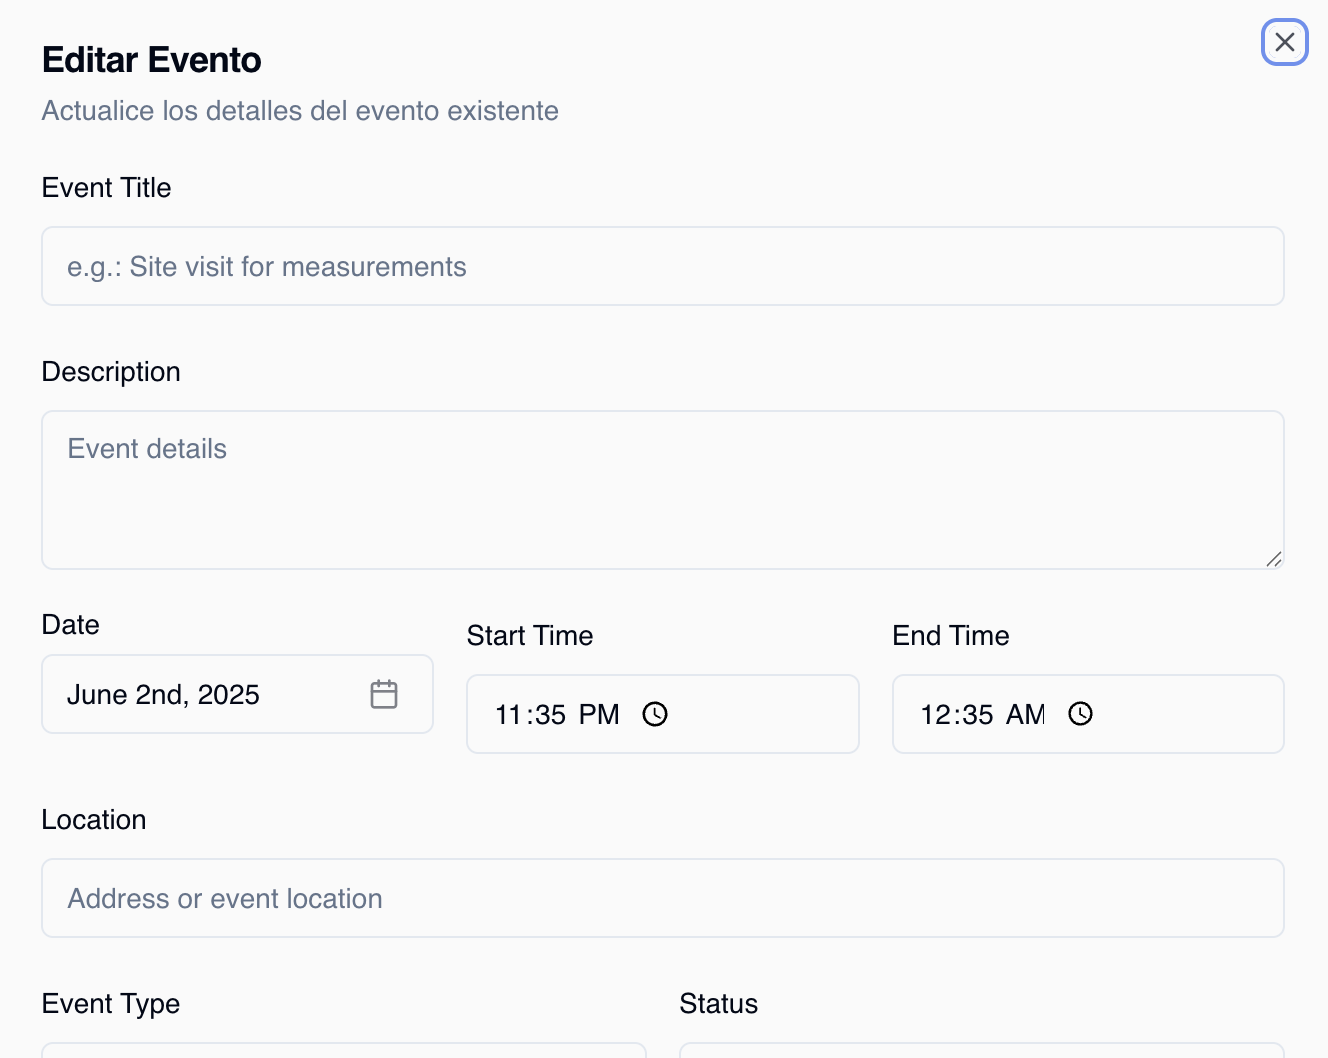 Editar Evento
Actualice los detalles del evento existente
Event Title
e.g.: Site visit for measurements
Description
Event details
Date
Start Time
End Time
June 2nd, 2025
11:35 PM
12:35 AM
Location
Address or event location
Event Type
Status